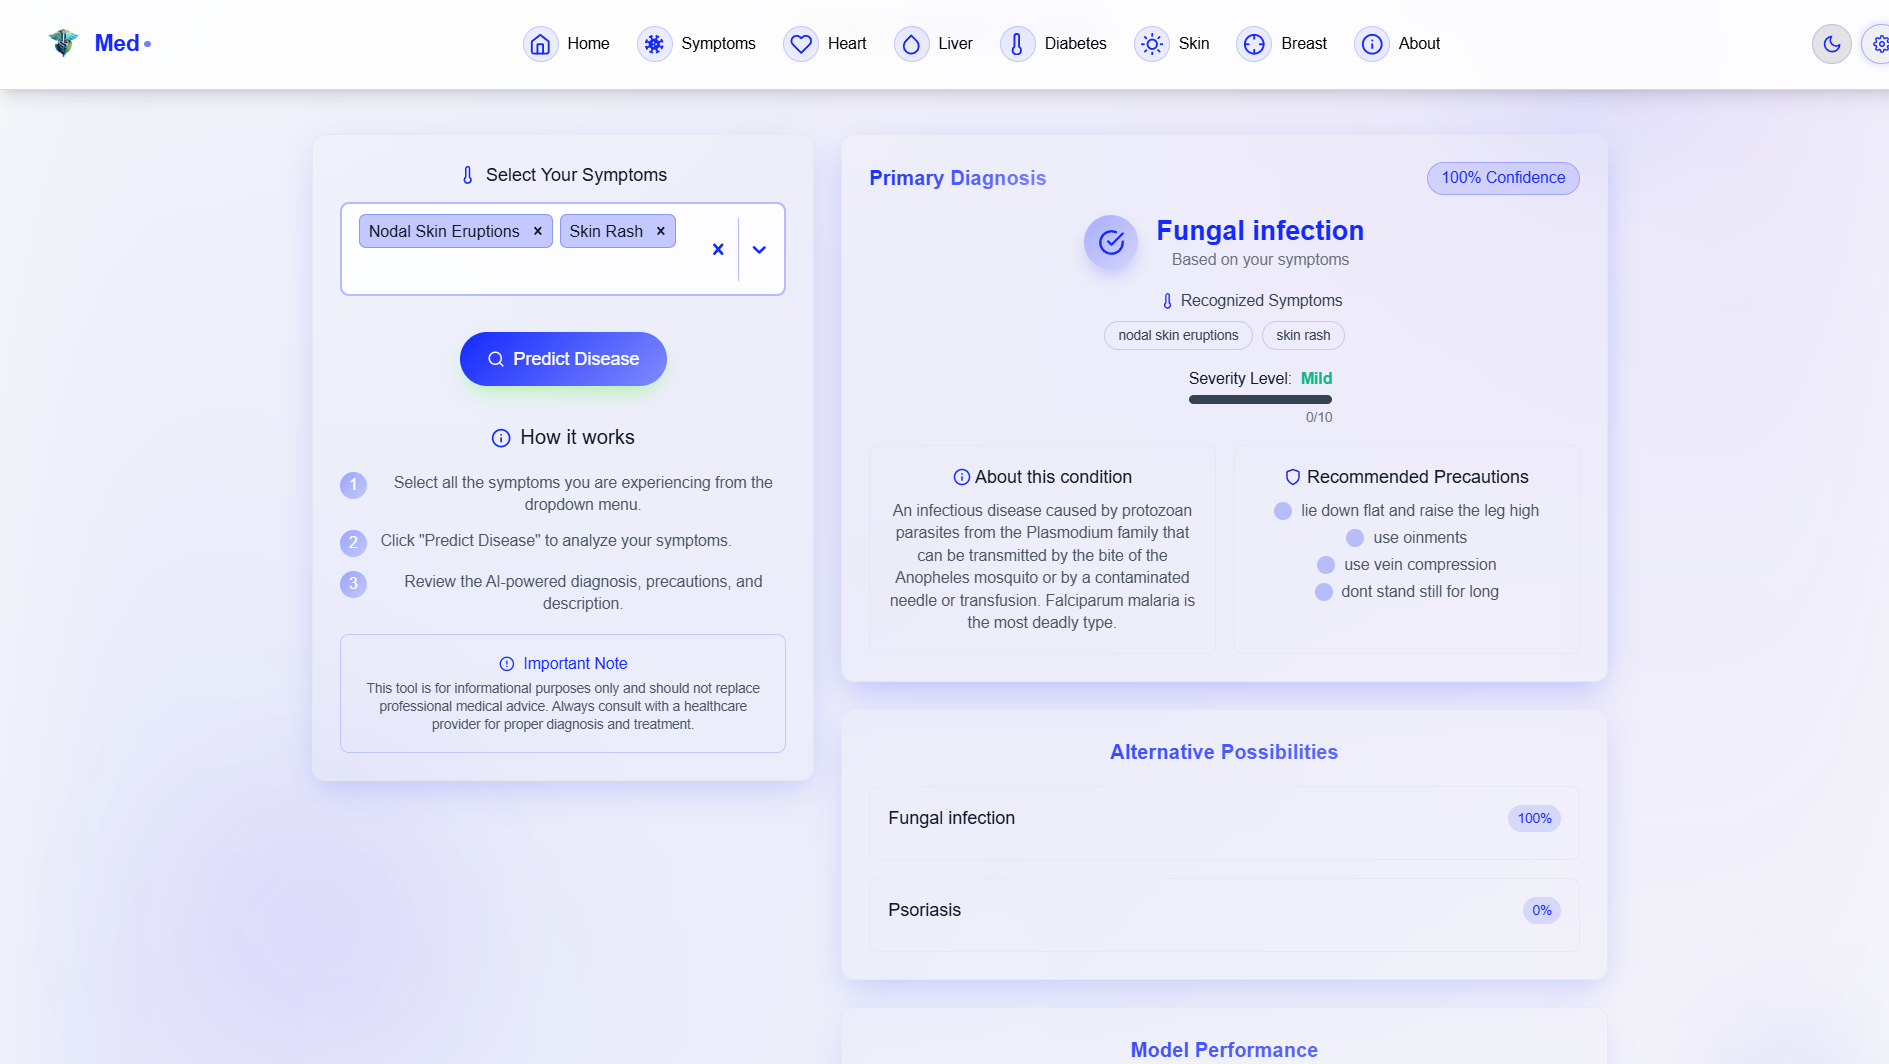 Med
Home
Symptoms
Heart
Liver
Diabetes
Skin
Breast
About
Select Your Symptoms
Nodal Skin Eruptions ×
Skin Rash ×
Predict Disease
How it works
1
Select all the symptoms you are experiencing from the
dropdown menu.
2
Click "Predict Disease" to analyze your symptoms.
3
Review the AI-powered diagnosis, precautions, and
description.
Important Note
This tool is for informational purposes only and should not replace
professional medical advice. Always consult with a healthcare
provider for proper diagnosis and treatment.
Primary Diagnosis
100% Confidence
Fungal infection
Based on your symptoms
Recognized Symptoms
nodal skin eruptions
skin rash
Severity Level: Mild
0/10
About this condition
An infectious disease caused by protozoan
parasites from the Plasmodium family that
can be transmitted by the bite of the
Anopheles mosquito or by a contaminated
needle or transfusion. Falciparum malaria is
the most deadly type.
Recommended Precautions
lie down flat and raise the leg high
use oinments
use vein compression
dont stand still for long
Alternative Possibilities
Fungal infection
100%
Psoriasis
0%
Model Performance